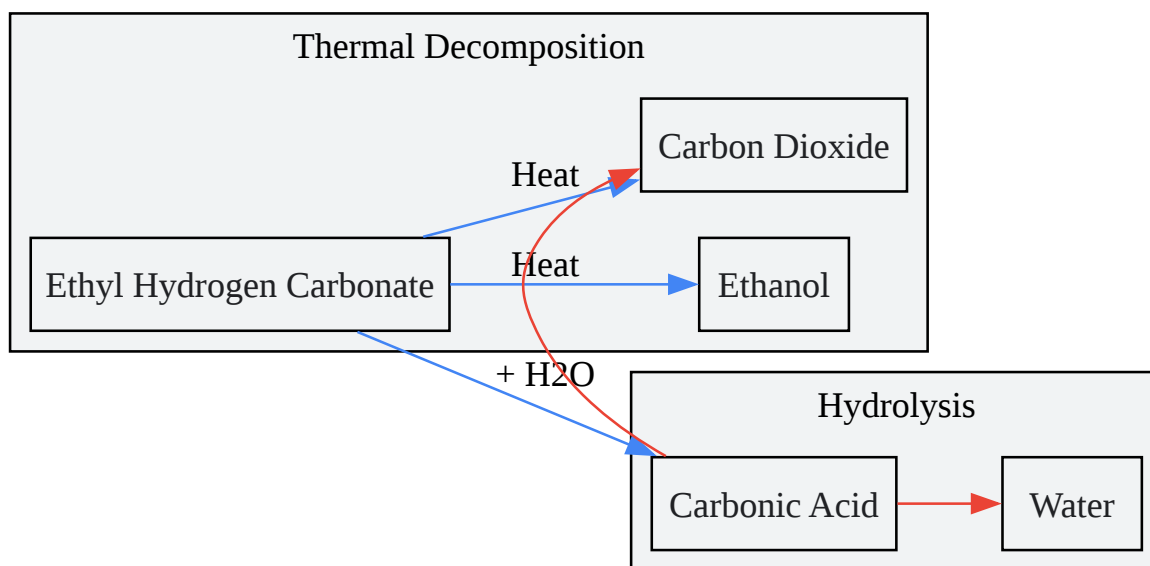 Thermal Decomposition
Carbon Dioxide
Heat
Heat
Ethyl Hydrogen Carbonate
Ethanol
+ H2O
Hydrolysis
Carbonic Acid
Water